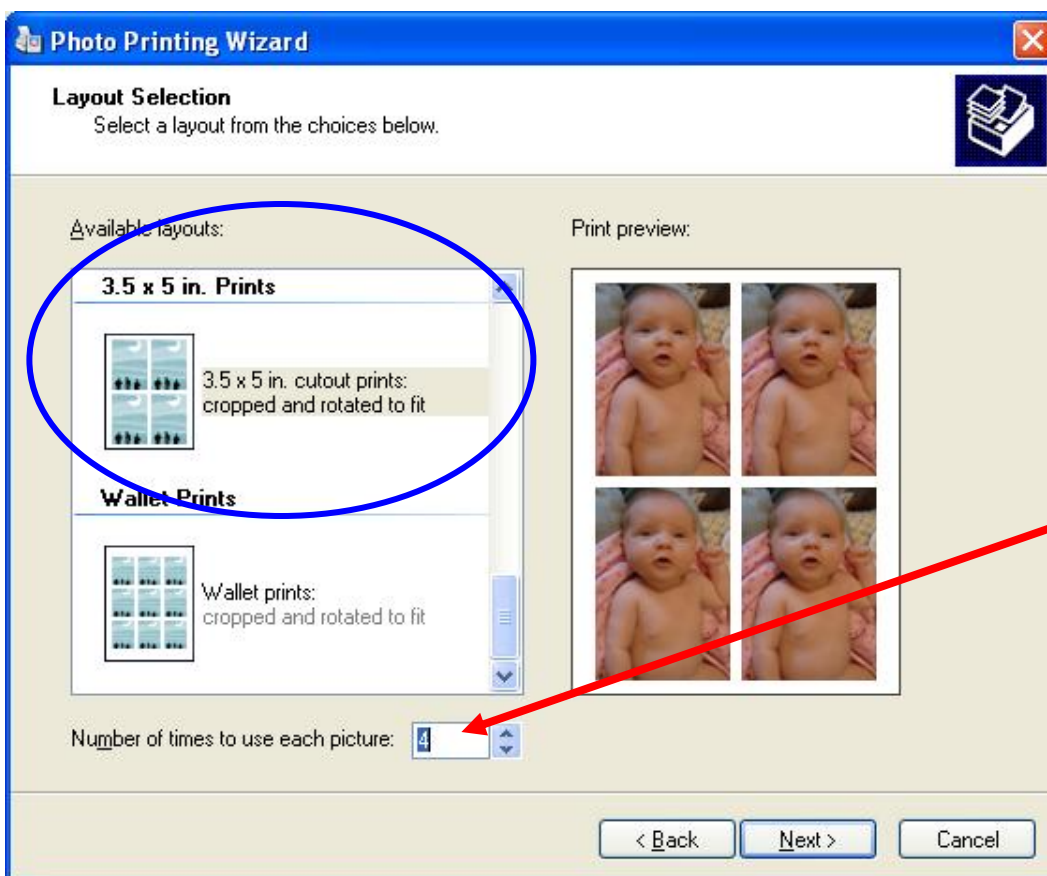 Photo Printing Wizard
Layout Selection
Select a layout from the choices below.
Available layouts:
Print preview:
3.5 x 5 in. Prints
3.5 x 5 in. cutout prints:
cropped and rotated to fit
Wallet Prints
Wallet prints:
cropped and rotated to fit
Number of times to use each picture: 4
< Back
Next >
Cancel